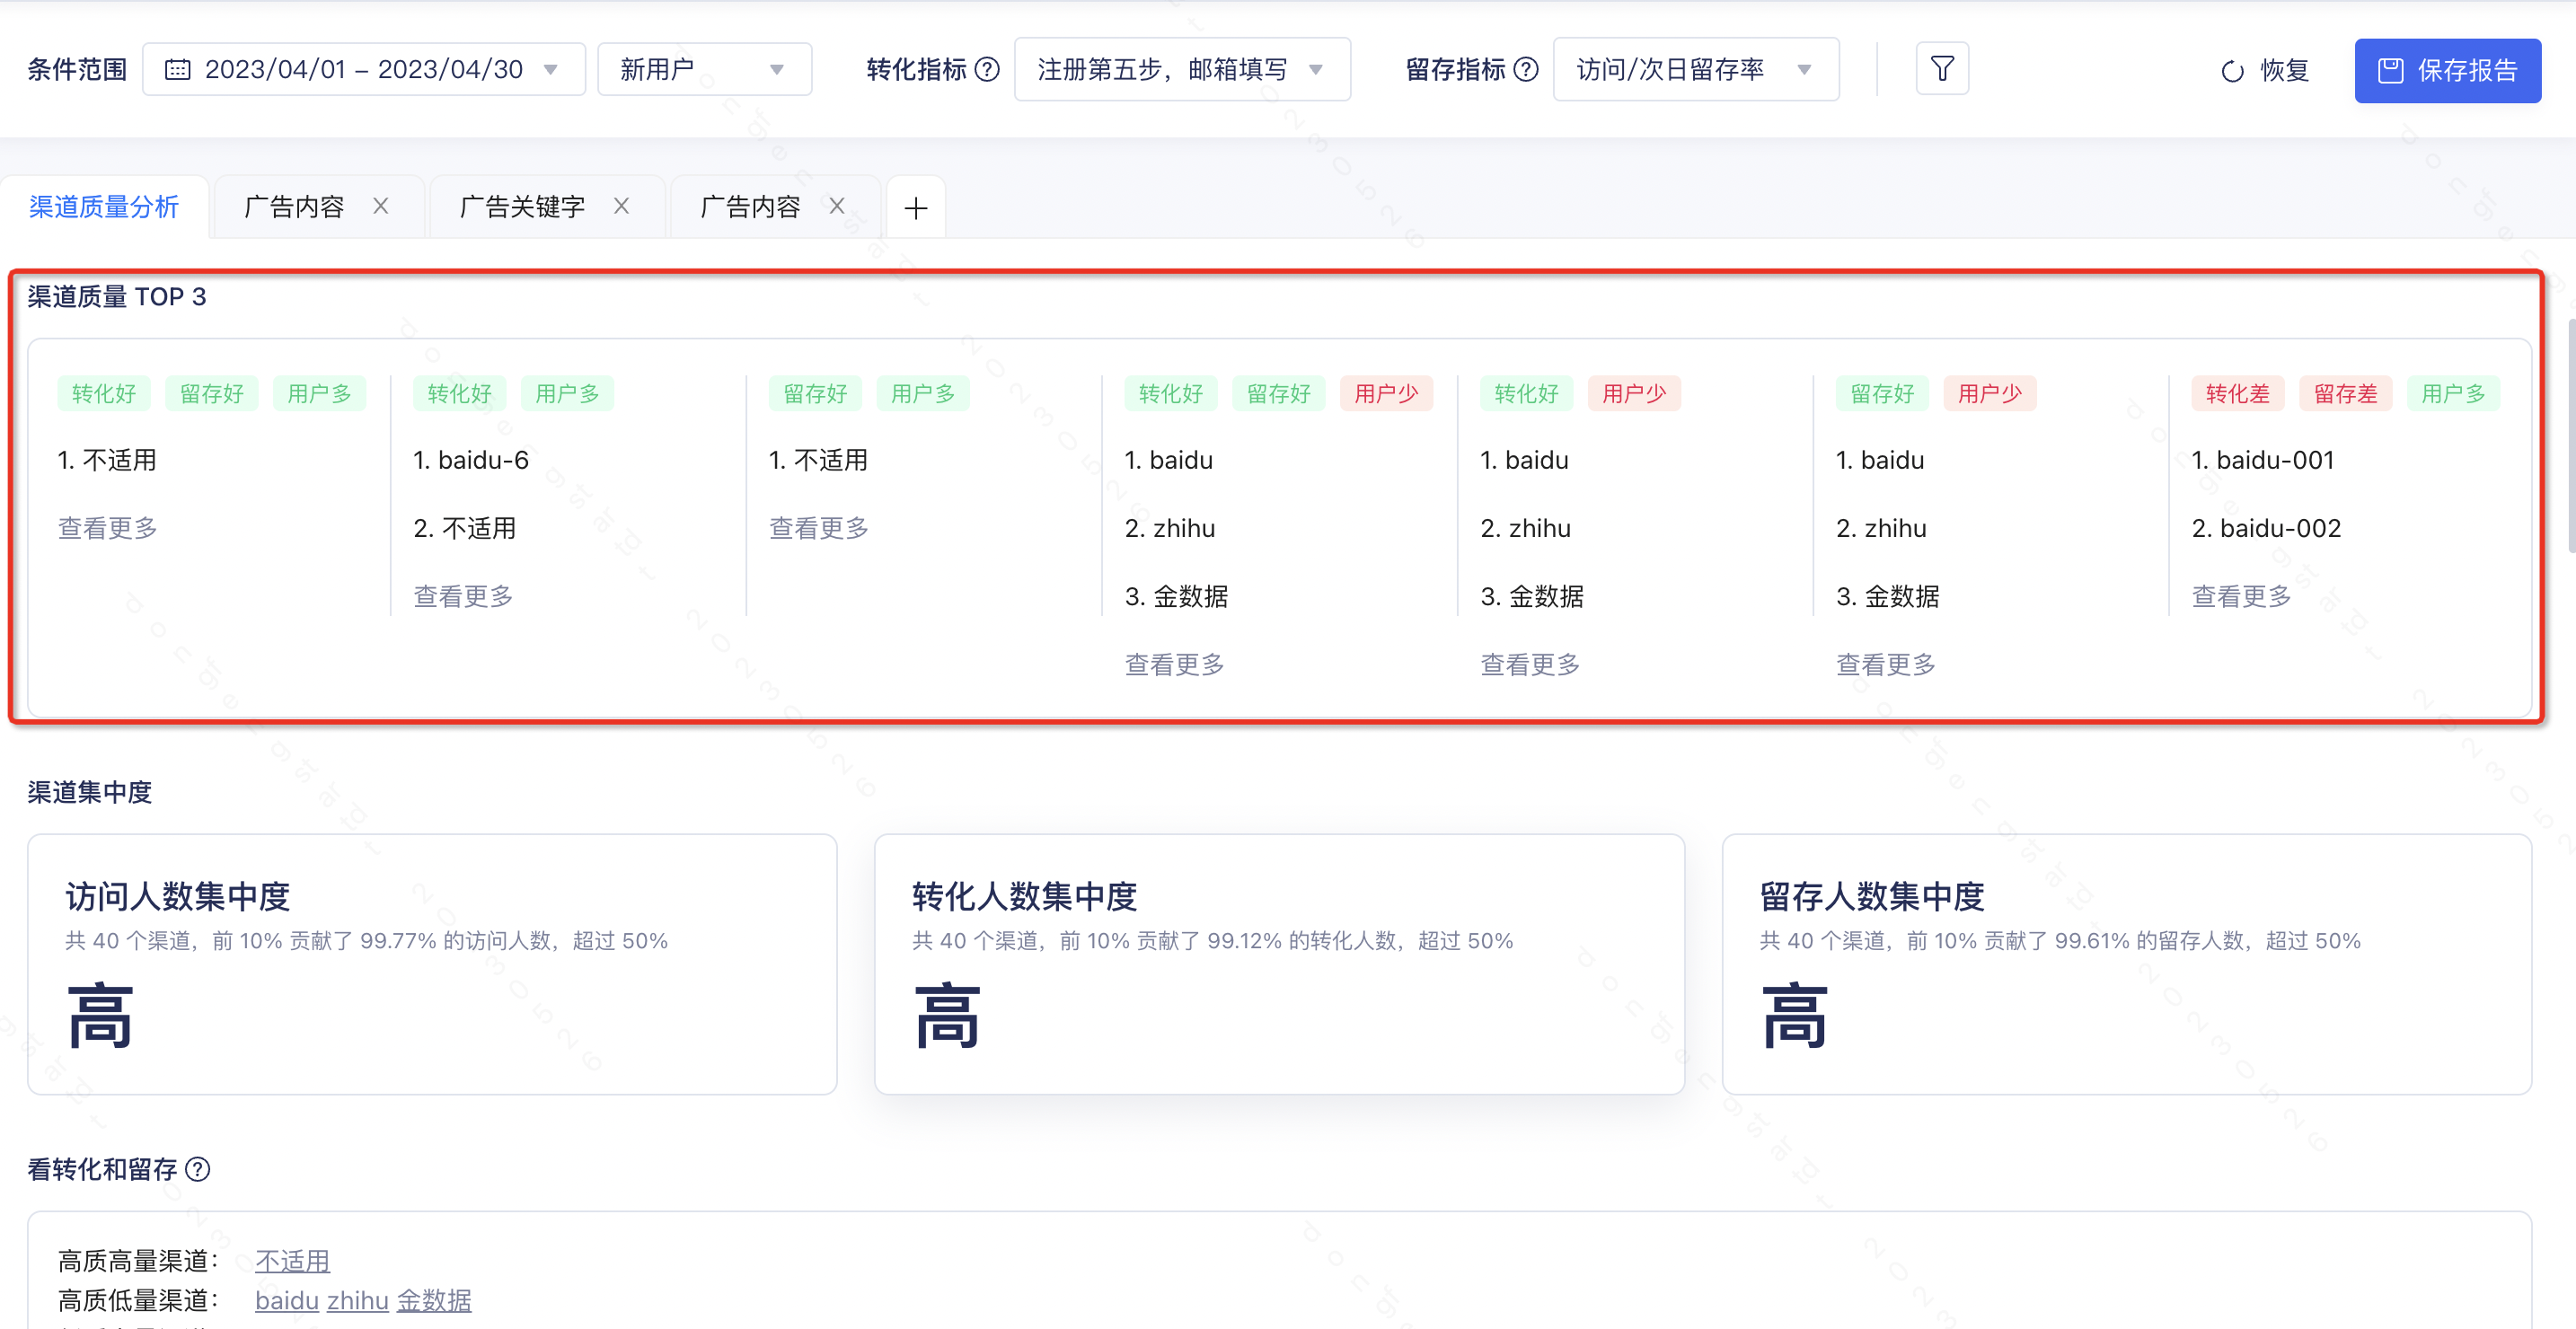 条件范围 2023/04/01 – 2023/04/30 新用户 转化指标 ? 注册第五步，邮箱填写 留存指标 ? 访问/次日留存率 恢复 保存报告
渠道质量分析 广告内容 × 广告关键字 × 广告内容 × +
渠道质量 TOP 3
转化好 留存好 用户多
1. 不适用
查看更多
转化好 用户多
1. baidu-6
2. 不适用
查看更多
留存好 用户多
1. 不适用
查看更多
转化好 留存好 用户少
1. baidu
2. zhihu
3. 金数据
查看更多
转化好 用户少
1. baidu
2. zhihu
3. 金数据
查看更多
留存好 用户少
1. baidu
2. zhihu
3. 金数据
查看更多
转化差 留存差 用户多
1. baidu-001
2. baidu-002
查看更多
渠道集中度
访问人数集中度
共 40 个渠道，前 10% 贡献了 99.77% 的访问人数，超过 50%
高
转化人数集中度
共 40 个渠道，前 10% 贡献了 99.12% 的转化人数，超过 50%
高
留存人数集中度
共 40 个渠道，前 10% 贡献了 99.61% 的留存人数，超过 50%
高
看转化和留存 ?
高质高量渠道： 不适用
高质低量渠道： baidu zhihu 金数据